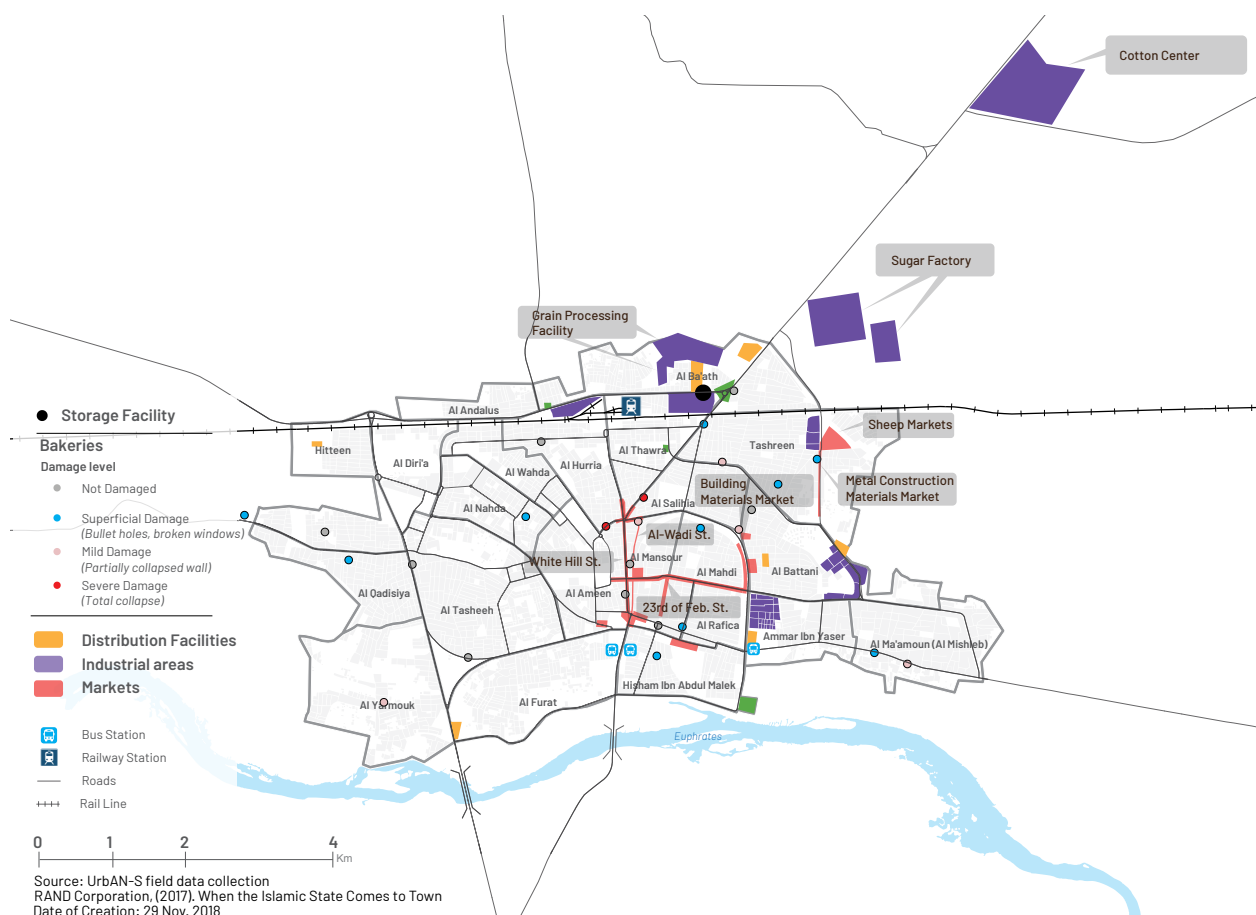 Cotton Center
Sugar Factory
Grain Processing
Facility
Al Ba'ath
Al Andalus
Sheep Markets
Tashreen
Hitteen
Al Diri'a
Al Wahda
Al Hurria
Al Thawra
Building
Materials Market
Metal Construction
Materials Market
Al Nahda
Al Salihia
Al-Wadi St.
White Hill St.
Al Mansour
Al Mahdi
Al Battani
Al Qadisiya
Al Tasheeh
Al Ameen
23rd of Feb. St.
Al Rafica
Ammar Ibn Yaser
Al Ma'amoun (Al Mishleb)
Hisham Ibn Abdul Malek
Al Yarmouk
Al Furat
Euphrates
Storage Facility
Bakeries
Damage level
Not Damaged
Superficial Damage
(Bullet holes, broken windows)
Mild Damage
(Partially collapsed wall)
Severe Damage
(Total collapse)
Distribution Facilities
Industrial areas
Markets
Bus Station
Railway Station
Roads
Rail Line
0 1 2 4
Km
Source: UrbAN-S field data collection
RAND Corporation, (2017). When the Islamic State Comes to Town
Date of Creation: 29 Nov. 2018